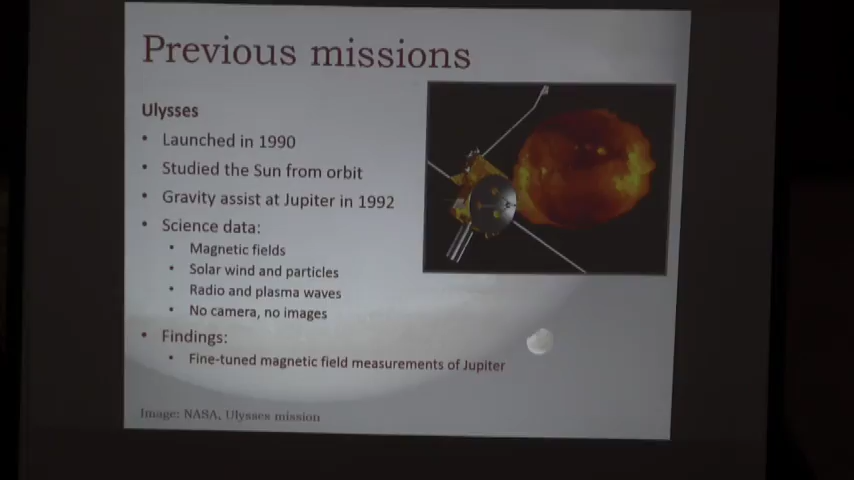 Previous missions
Ulysses
• Launched in 1990
• Studied the Sun from orbit
• Gravity assist at Jupiter in 1992
• Science data:
• Magnetic fields
• Solar wind and particles
• Radio and plasma waves
• No camera, no images
• Findings:
• Fine-tuned magnetic field measurements of Jupiter
Image: NASA, Ulysses mission